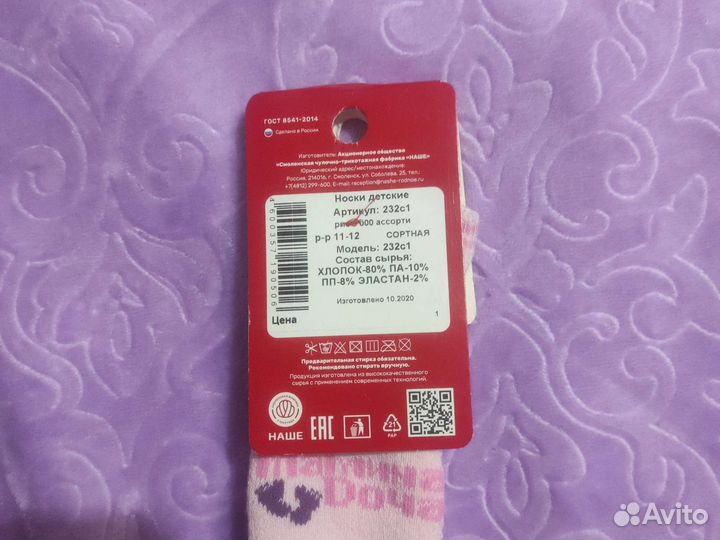 ГОСТ 8541-2014
Сделано в России
Изготовитель: Акционерное общество
«Смоленская чулочно-трикотажная фабрика «НАШЕ»
Юридический адрес/местонахождение:
Россия, 214016, г. Смоленск, ул. Соболева, 25, тел.:
+7(4812) 299-600. E-mail: reception@nashe-rodnoe.ru
Носки детские
Артикул: 232с1
000 ассорти
р-р 11-12 СОРТНАЯ
Модель: 232с1
Состав сырья:
ХЛОПОК-80% ПА-10%
ПП-8% ЭЛАСТАН-2%
Изготовлено 10.2020
Цена 1
4600357190506
Предварительная стирка обязательна.
Рекомендовано стирать вручную.
Продукция изготовлена из высококачественного
сырья с применением современных технологий.
НАШЕ
EAC
21
PAP
Доча
Avito